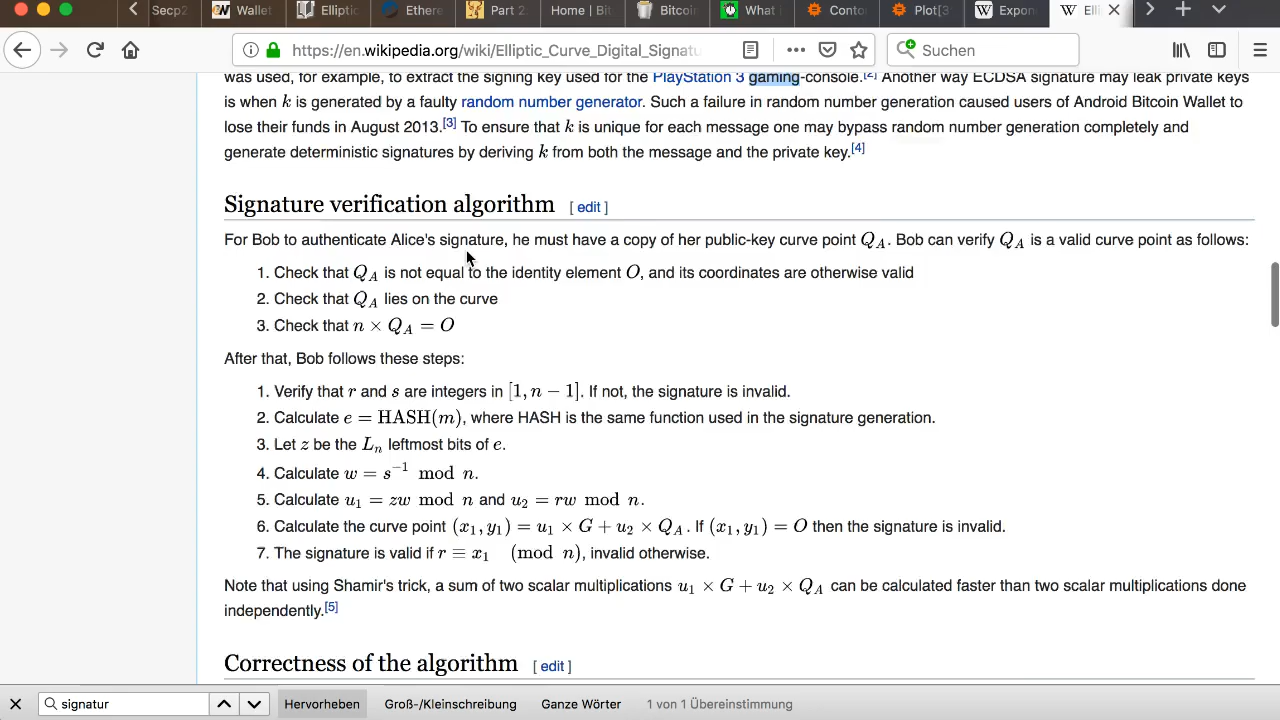 Secp2 Wallet Elliptic Ethere Part 2 Home | Bit Bitcoin What Conto Plot[3 Expon Elli
https://en.wikipedia.org/wiki/Elliptic_Curve_Digital_Signatu Suchen
was used, for example, to extract the signing key used for the PlayStation 3 gaming-console.[2] Another way ECDSA signature may leak private keys
is when k is generated by a faulty random number generator. Such a failure in random number generation caused users of Android Bitcoin Wallet to
lose their funds in August 2013.[3] To ensure that k is unique for each message one may bypass random number generation completely and
generate deterministic signatures by deriving k from both the message and the private key.[4]
Signature verification algorithm [ edit ]
For Bob to authenticate Alice's signature, he must have a copy of her public-key curve point Q_A. Bob can verify Q_A is a valid curve point as follows:
1. Check that Q_A is not equal to the identity element O, and its coordinates are otherwise valid
2. Check that Q_A lies on the curve
3. Check that n × Q_A = O
After that, Bob follows these steps:
1. Verify that r and s are integers in [1, n − 1]. If not, the signature is invalid.
2. Calculate e = HASH(m), where HASH is the same function used in the signature generation.
3. Let z be the L_n leftmost bits of e.
4. Calculate w = s⁻¹ mod n.
5. Calculate u₁ = zw mod n and u₂ = rw mod n.
6. Calculate the curve point (x₁, y₁) = u₁ × G + u₂ × Q_A. If (x₁, y₁) = O then the signature is invalid.
7. The signature is valid if r ≡ x₁ (mod n), invalid otherwise.
Note that using Shamir's trick, a sum of two scalar multiplications u₁ × G + u₂ × Q_A can be calculated faster than two scalar multiplications done
independently.[5]
Correctness of the algorithm [ edit ]
signatur Hervorheben Groß-/Kleinschreibung Ganze Wörter 1 von 1 Übereinstimmung